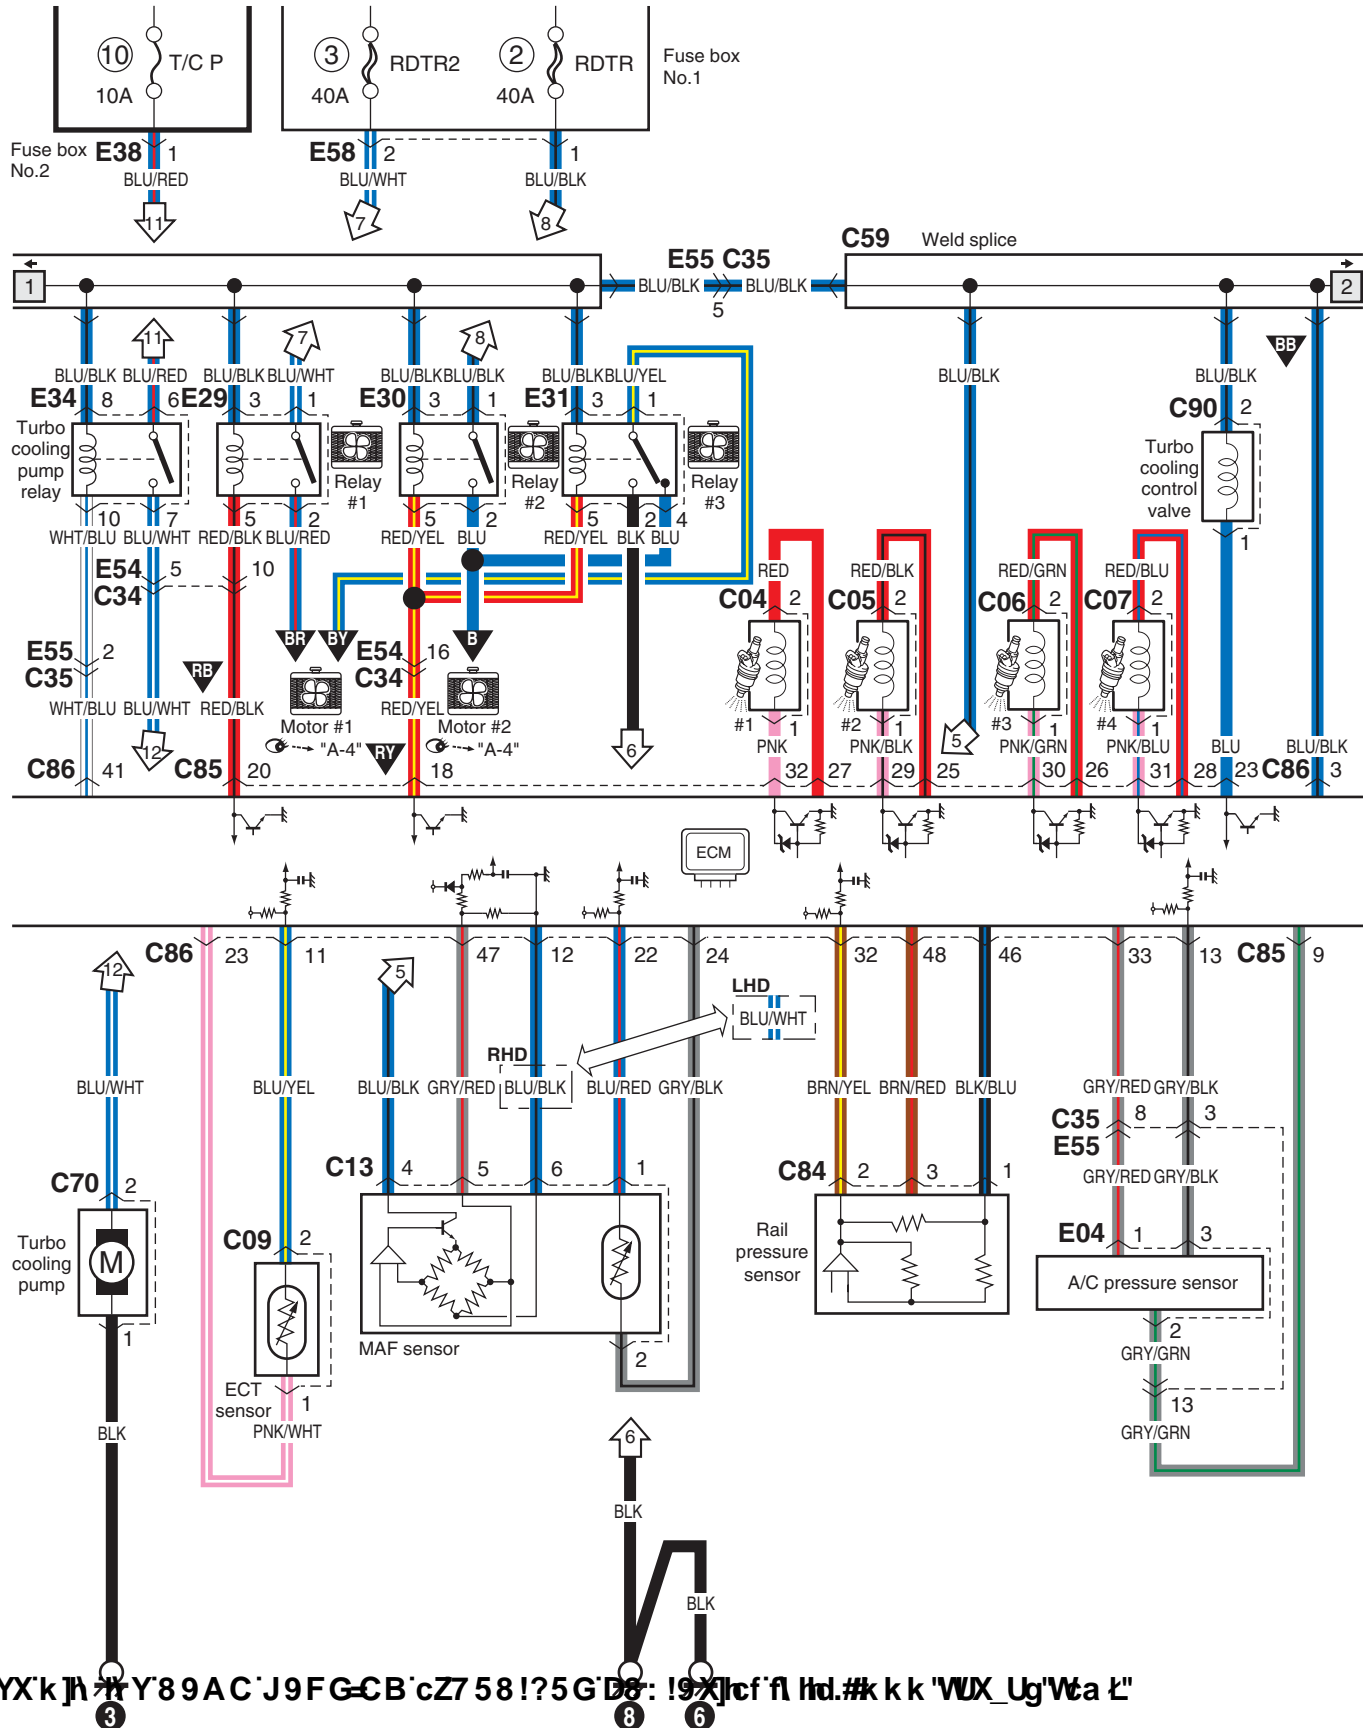 10 T/C P
10A
3 RDTR2
40A
2 RDTR
40A
Fuse box
No.1
Fuse box
No.2
E38 1
E58 2
1
BLU/RED
BLU/WHT
BLU/BLK
11
7
8
C59 Weld splice
E55 C35
1
BLU/BLK
BLU/BLK
5
2
11
7
8
BB
BLU/BLK BLU/RED BLU/BLK BLU/WHT BLU/BLK BLU/BLK BLU/BLK BLU/YEL
BLU/BLK
BLU/BLK
E34 8 6 E29 3 1 E30 3 1 E31 3 1
C90 2
Turbo
cooling
pump
relay
Relay
#1
Relay
#2
Relay
#3
Turbo
cooling
control
valve
10 7 5 2 5 2 5 2 4
1
WHT/BLU BLU/WHT RED/BLK BLU/RED RED/YEL BLU RED/YEL BLK BLU
E54 5 10
C34
RED
RED/BLK
RED/GRN
RED/BLU
C04 2 C05 2 C06 2 C07 2
BR BY B
E55 2
C35
RB
E54 16
C34
WHT/BLU BLU/WHT RED/BLK
RED/YEL
Motor #1
Motor #2
"A-4"
"A-4"
RY
12
6
5
#1 1
#2 1
#3 1
#4 1
PNK
PNK/BLK
PNK/GRN
PNK/BLU
BLU
BLU/BLK
C86 41 C85 20 18 32 27 29 25 30 26 31 28 23 C86 3
ECM
C86 23 11 47 12 22 24 32 48 46 33 13 C85 9
12
5
LHD
BLU/WHT
RHD
BLU/WHT
BLU/YEL
BLU/BLK GRY/RED BLU/BLK BLU/RED GRY/BLK
BRN/YEL BRN/RED BLK/BLU
GRY/RED GRY/BLK
C35 8 3
E55
C13 4 5 6 1
C84 2 3 1
GRY/RED GRY/BLK
C70 2
C09 2
E04 1 3
Turbo
cooling
pump
M
Rail
pressure
sensor
A/C pressure sensor
1
MAF sensor
2
2
GRY/GRN
ECT
sensor
1
PNK/WHT
13
GRY/GRN
BLK
6
BLK
BLK
3
8
6